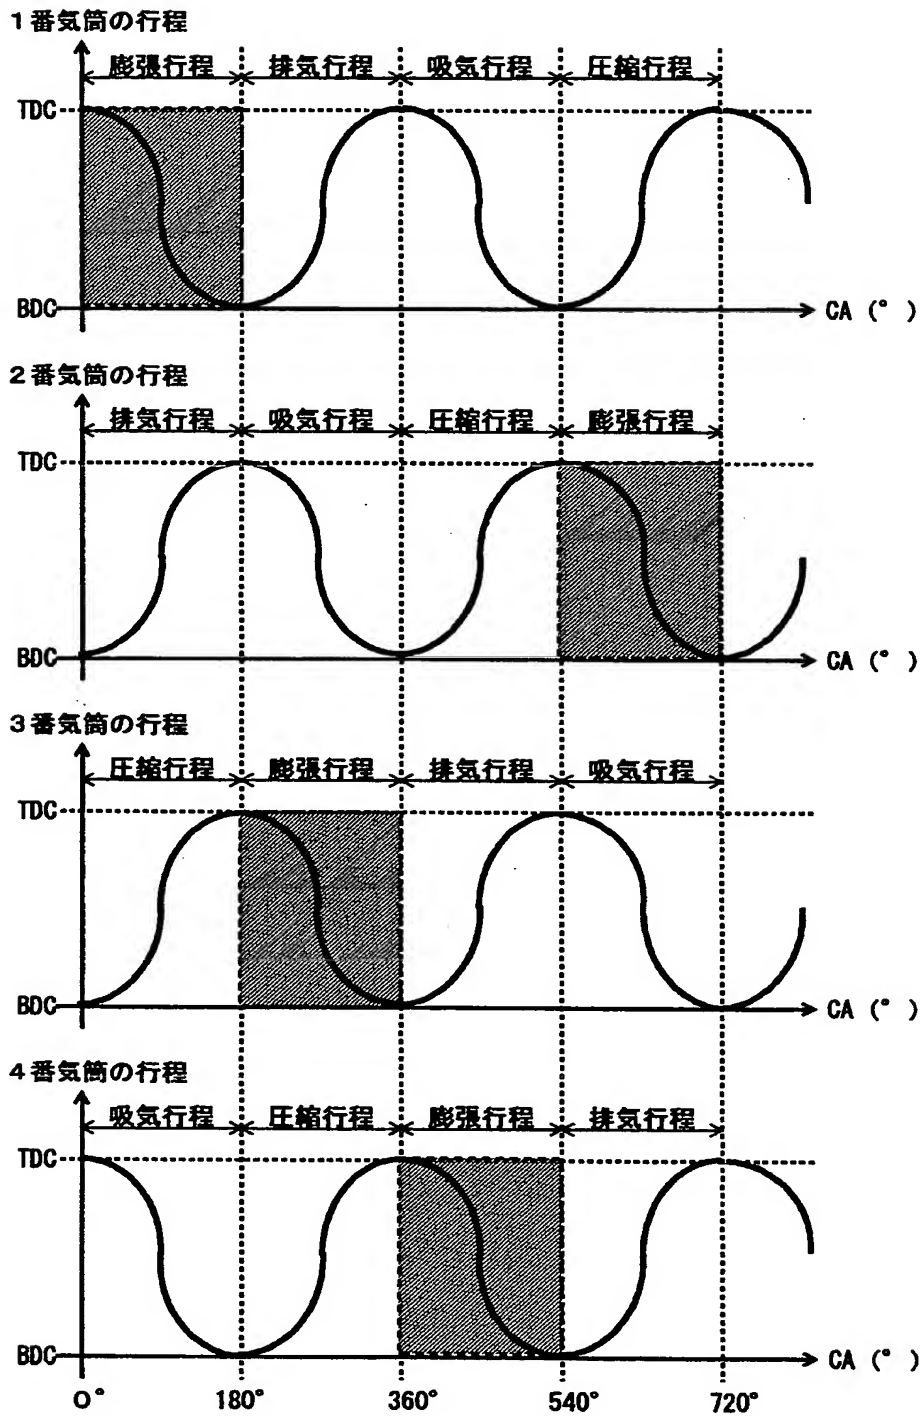 1番気筒の行程
膨張行程 排気行程 吸気行程 圧縮行程
TDC
BDC CA (° )
2番気筒の行程
排気行程 吸気行程 圧縮行程 膨張行程
TDC
BDC CA (° )
3番気筒の行程
圧縮行程 膨張行程 排気行程 吸気行程
TDC
BDC CA (° )
4番気筒の行程
吸気行程 圧縮行程 膨張行程 排気行程
TDC
BDC CA (° )
0° 180° 360° 540° 720°